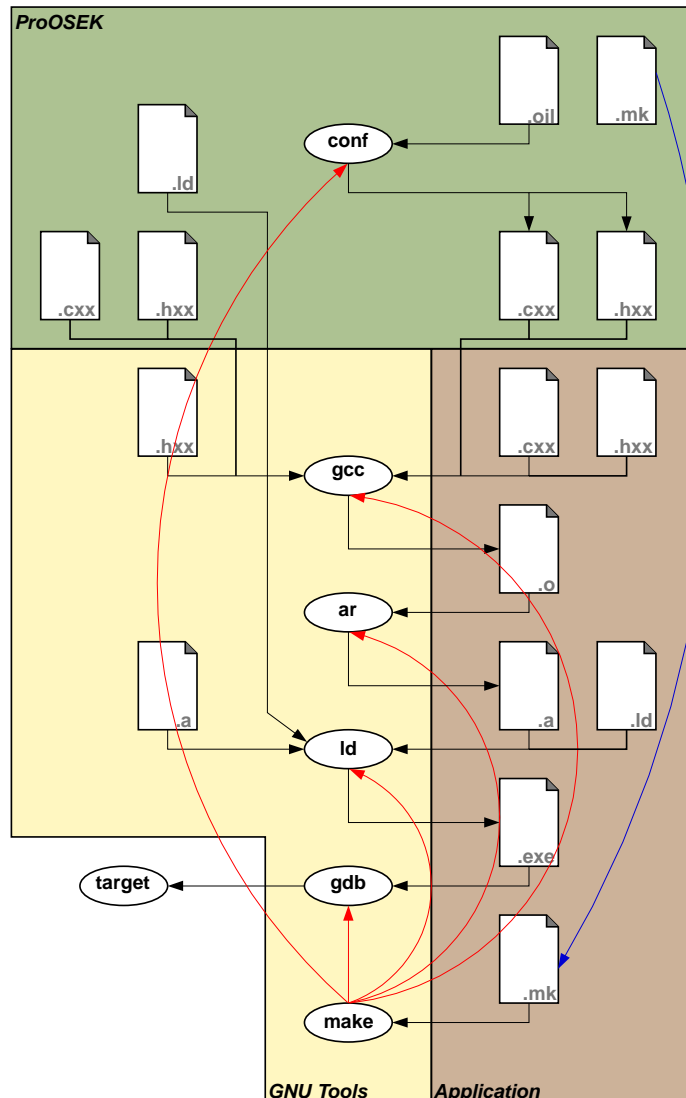 ProOSEK
.oil
.mk
conf
.ld
.cxx
.hxx
.cxx
.hxx
.hxx
.cxx
.hxx
gcc
.o
ar
.a
.a
.ld
ld
.exe
target
gdb
.mk
make
GNU Tools
Application